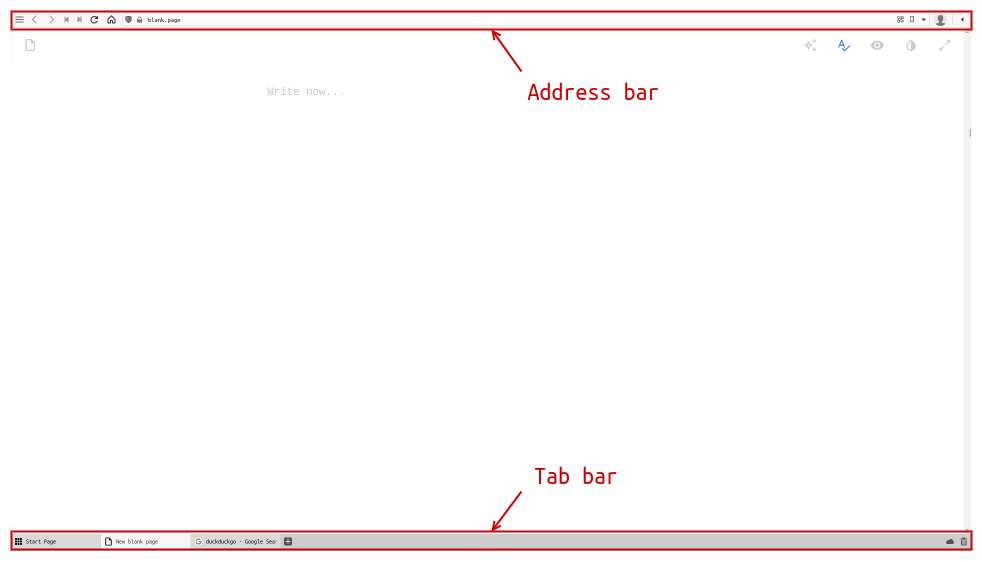 blank.page
Write now...
Address bar
Tab bar
Start Page
New blank page
duckduckgo - Google Sea